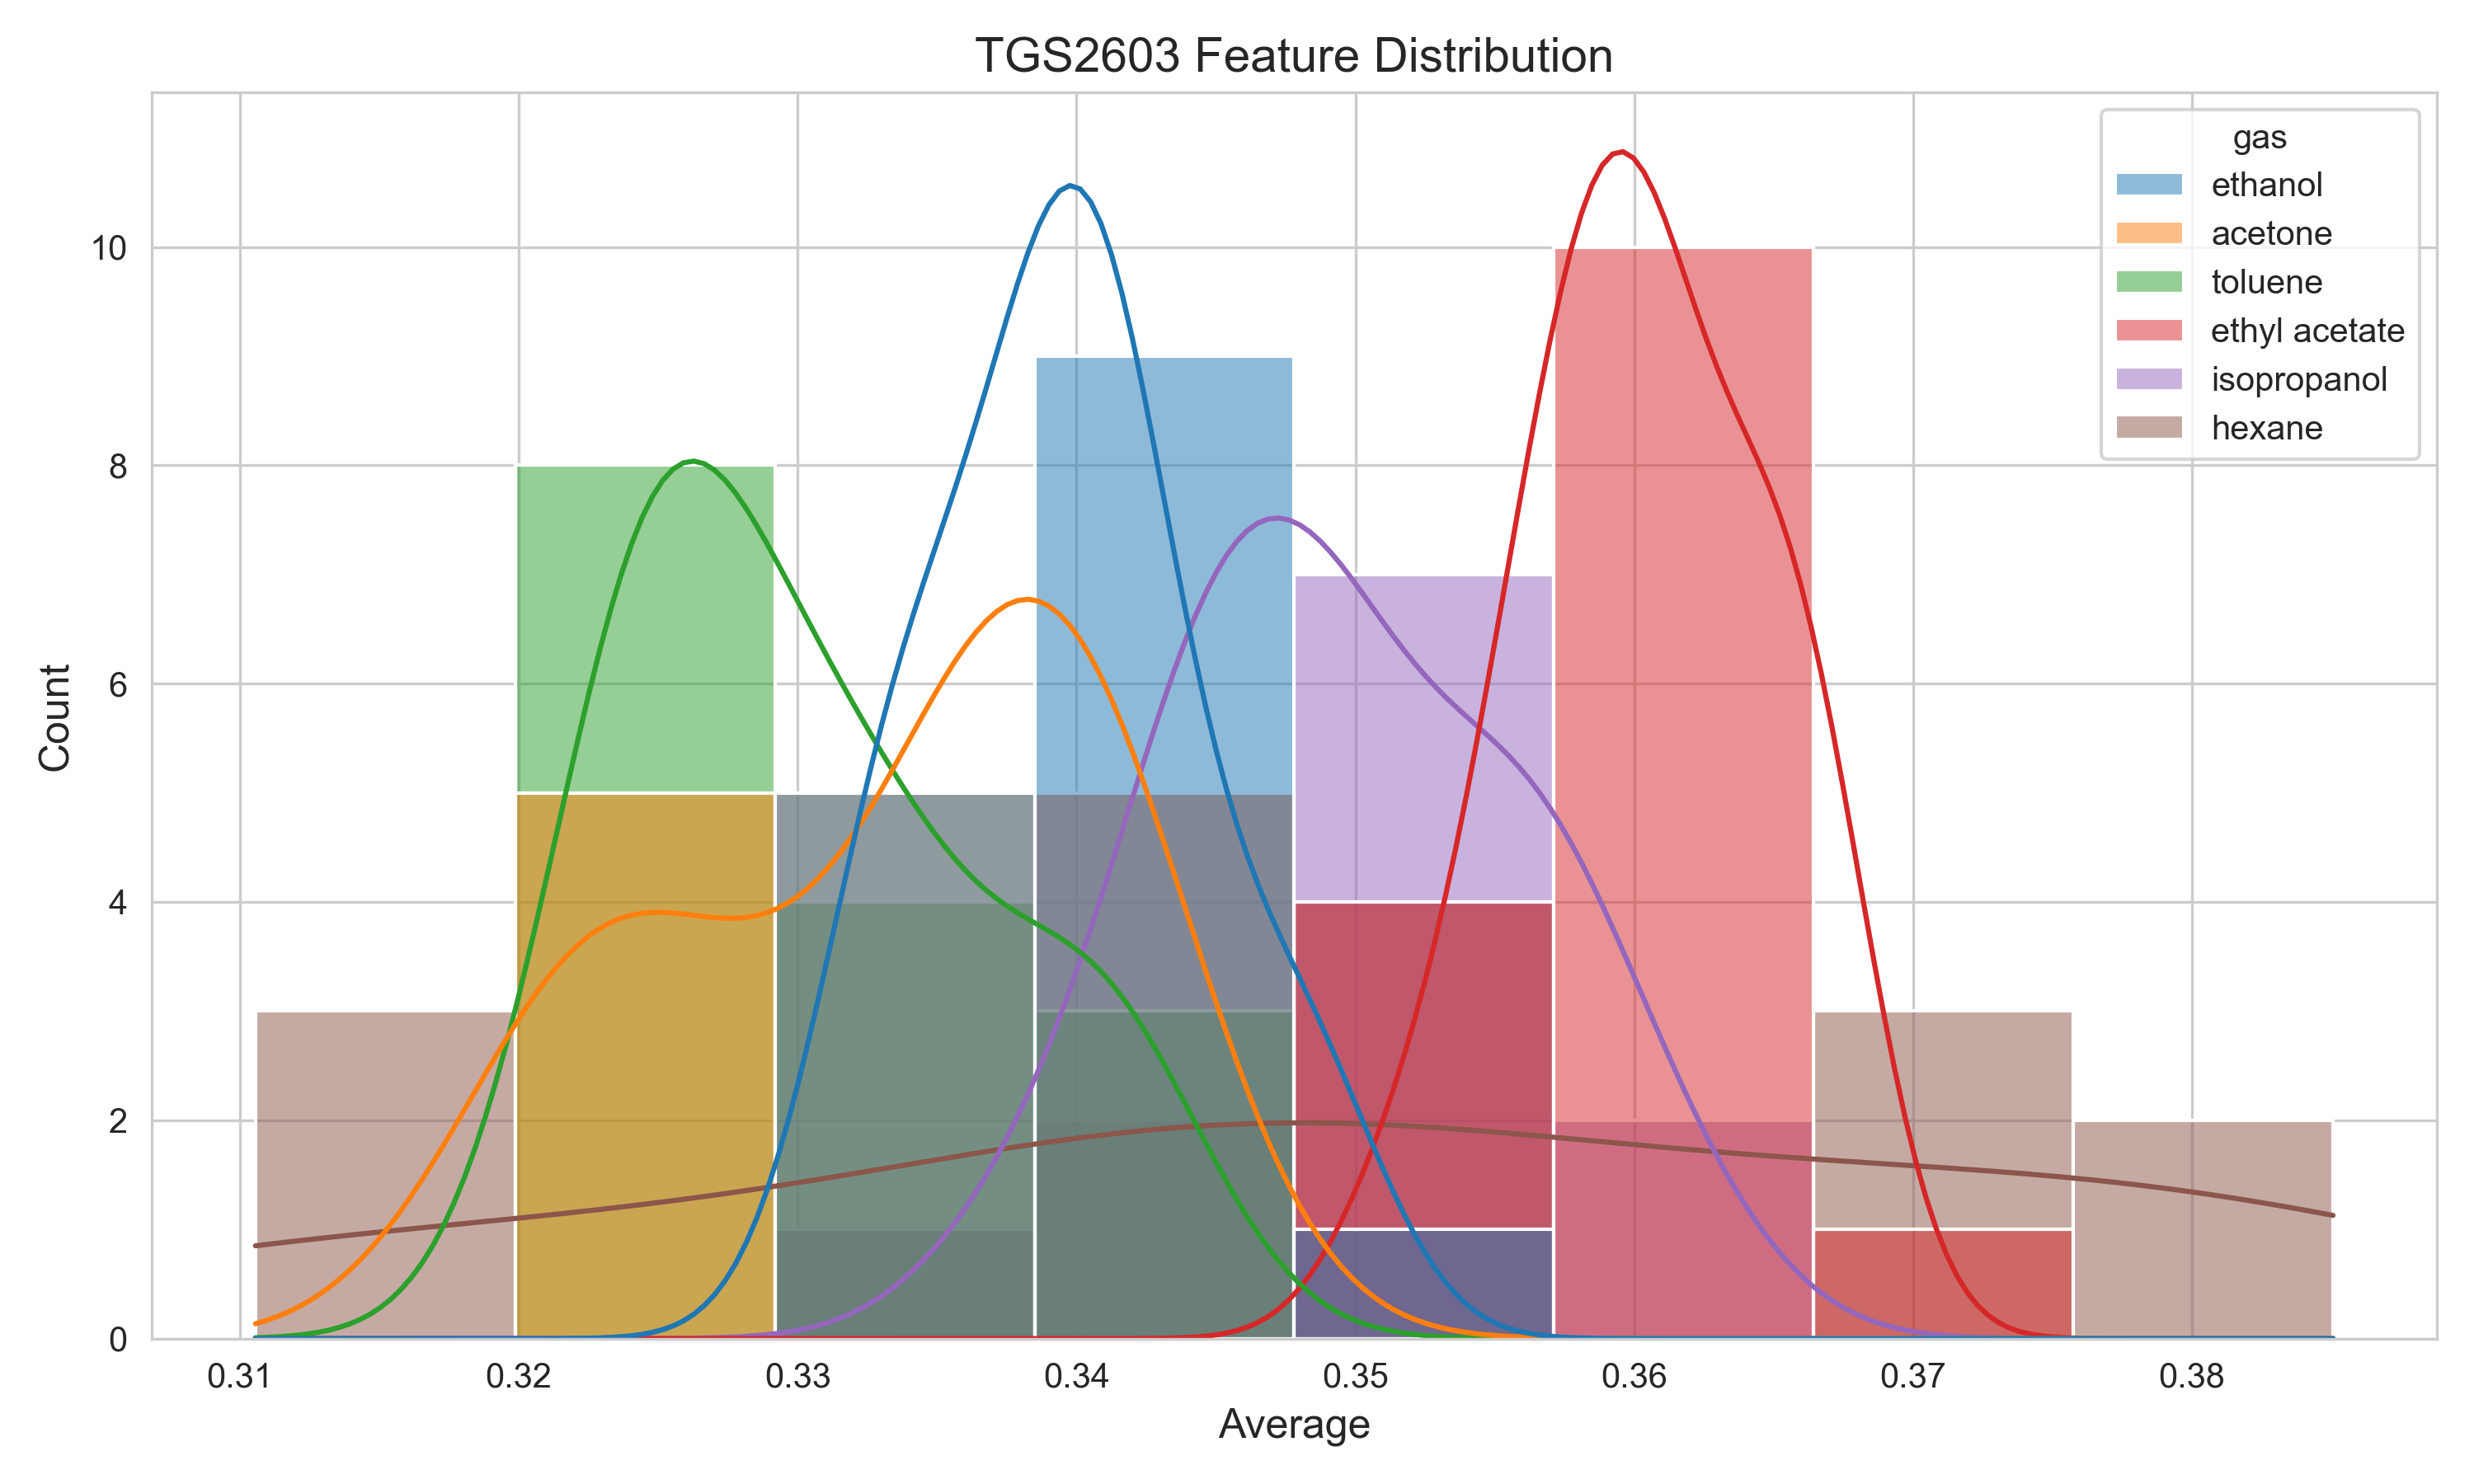 TGS2603 Feature Distribution
gas
ethanol
acetone
toluene
ethyl acetate
isopropanol
hexane
Count
10
8
6
4
2
0
0.31 0.32 0.33 0.34 0.35 0.36 0.37 0.38
Average